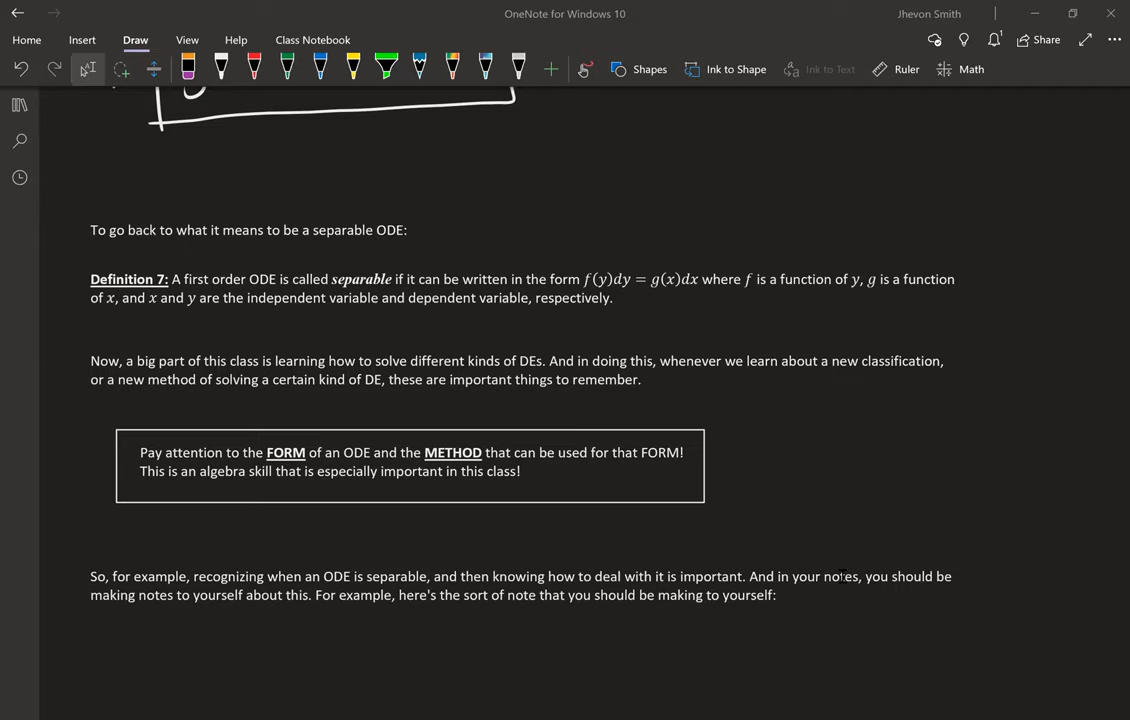 OneNote for Windows 10
Jhevon Smith
Home Insert Draw View Help Class Notebook
1 Share
Shapes Ink to Shape Ink to Text Ruler Math
To go back to what it means to be a separable ODE:
Definition 7: A first order ODE is called separable if it can be written in the form f(y)dy = g(x)dx where f is a function of y, g is a function
of x, and x and y are the independent variable and dependent variable, respectively.
Now, a big part of this class is learning how to solve different kinds of DEs. And in doing this, whenever we learn about a new classification,
or a new method of solving a certain kind of DE, these are important things to remember.
Pay attention to the FORM of an ODE and the METHOD that can be used for that FORM!
This is an algebra skill that is especially important in this class!
So, for example, recognizing when an ODE is separable, and then knowing how to deal with it is important. And in your notes, you should be
making notes to yourself about this. For example, here's the sort of note that you should be making to yourself: